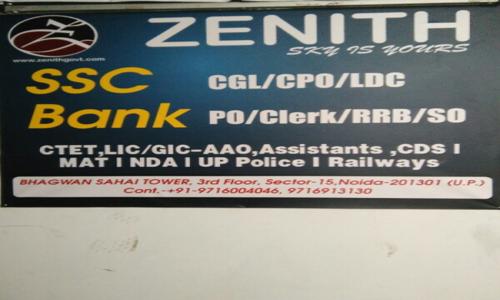 ZENITH
SKY IS YOURS
www.zenithgovt.com
SSC CGL/CPO/LDC
Bank PO/Clerk/RRB/SO
CTET,LIC/GIC-AAO,Assistants ,CDS I
MAT I NDA I UP Police I Railways
BHAGWAN SAHAI TOWER, 3rd Floor, Sector-15,Noida-201301 (U.P.)
Cont.-+91-9716004046, 9716913130